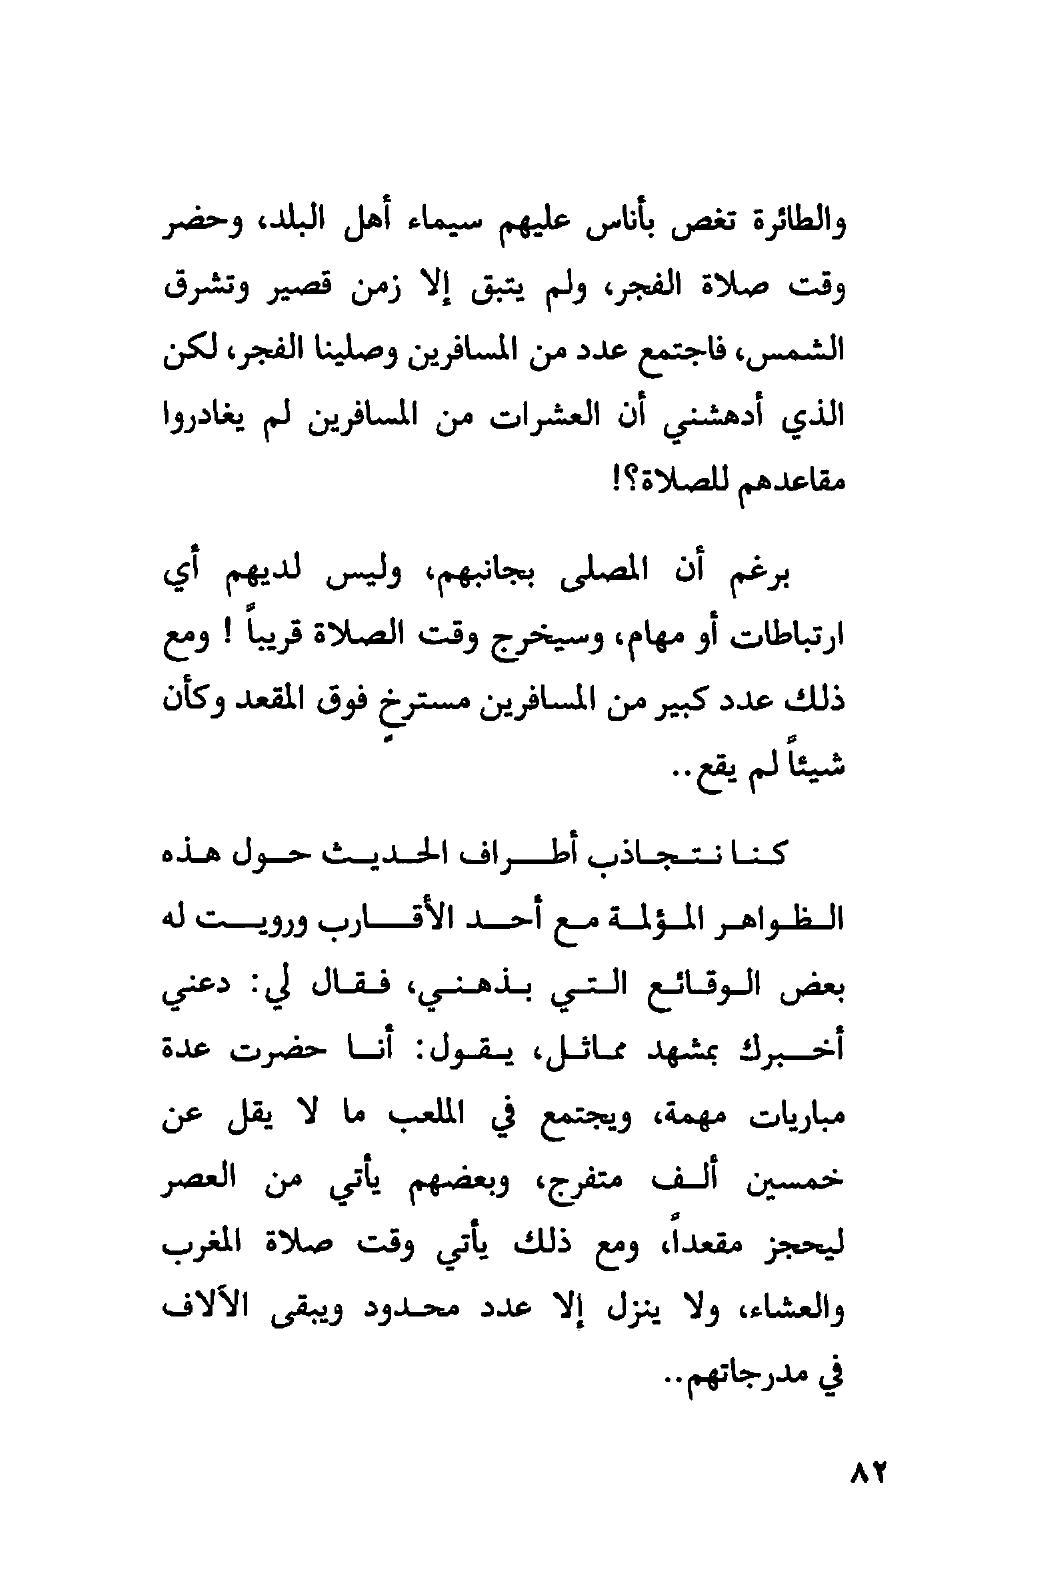 والطائرة تغص بأناس عليهم سيماء أهل البلد، وحضر
وقت صلاة الفجر، ولم يتبق إلا زمن قصير وتشرق
الشمس، فاجتمع عدد من المسافرين وصلينا الفجر، لكن
الذي أدهشني أن العشرات من المسافرين لم يغادروا
مقاعدهم للصلاة؟!
برغم أن المصلى بجانبهم، وليس لديهم أي
ارتباطات أو مهام، وسيخرج وقت الصلاة قريباً ! ومع
ذلك عدد كبير من المسافرين مسترخٍ فوق المقعد وكأن
شيئاً لم يقع..
كنا نتجاذب أطراف الحديث حول هذه
الظواهر المؤلمة مع أحد الأقارب ورويت له
بعض الوقائع التي بذهني، فقال لي: دعني
أخبرك بمشهد مماثل، يقول: أنا حضرت عدة
مباريات مهمة، ويجتمع في الملعب ما لا يقل عن
خمسين ألف متفرج، وبعضهم يأتي من العصر
ليحجز مقعداً، ومع ذلك يأتي وقت صلاة المغرب
والعشاء، ولا ينزل إلا عدد محدود ويبقى الآلاف
في مدرجاتهم..
٨٢